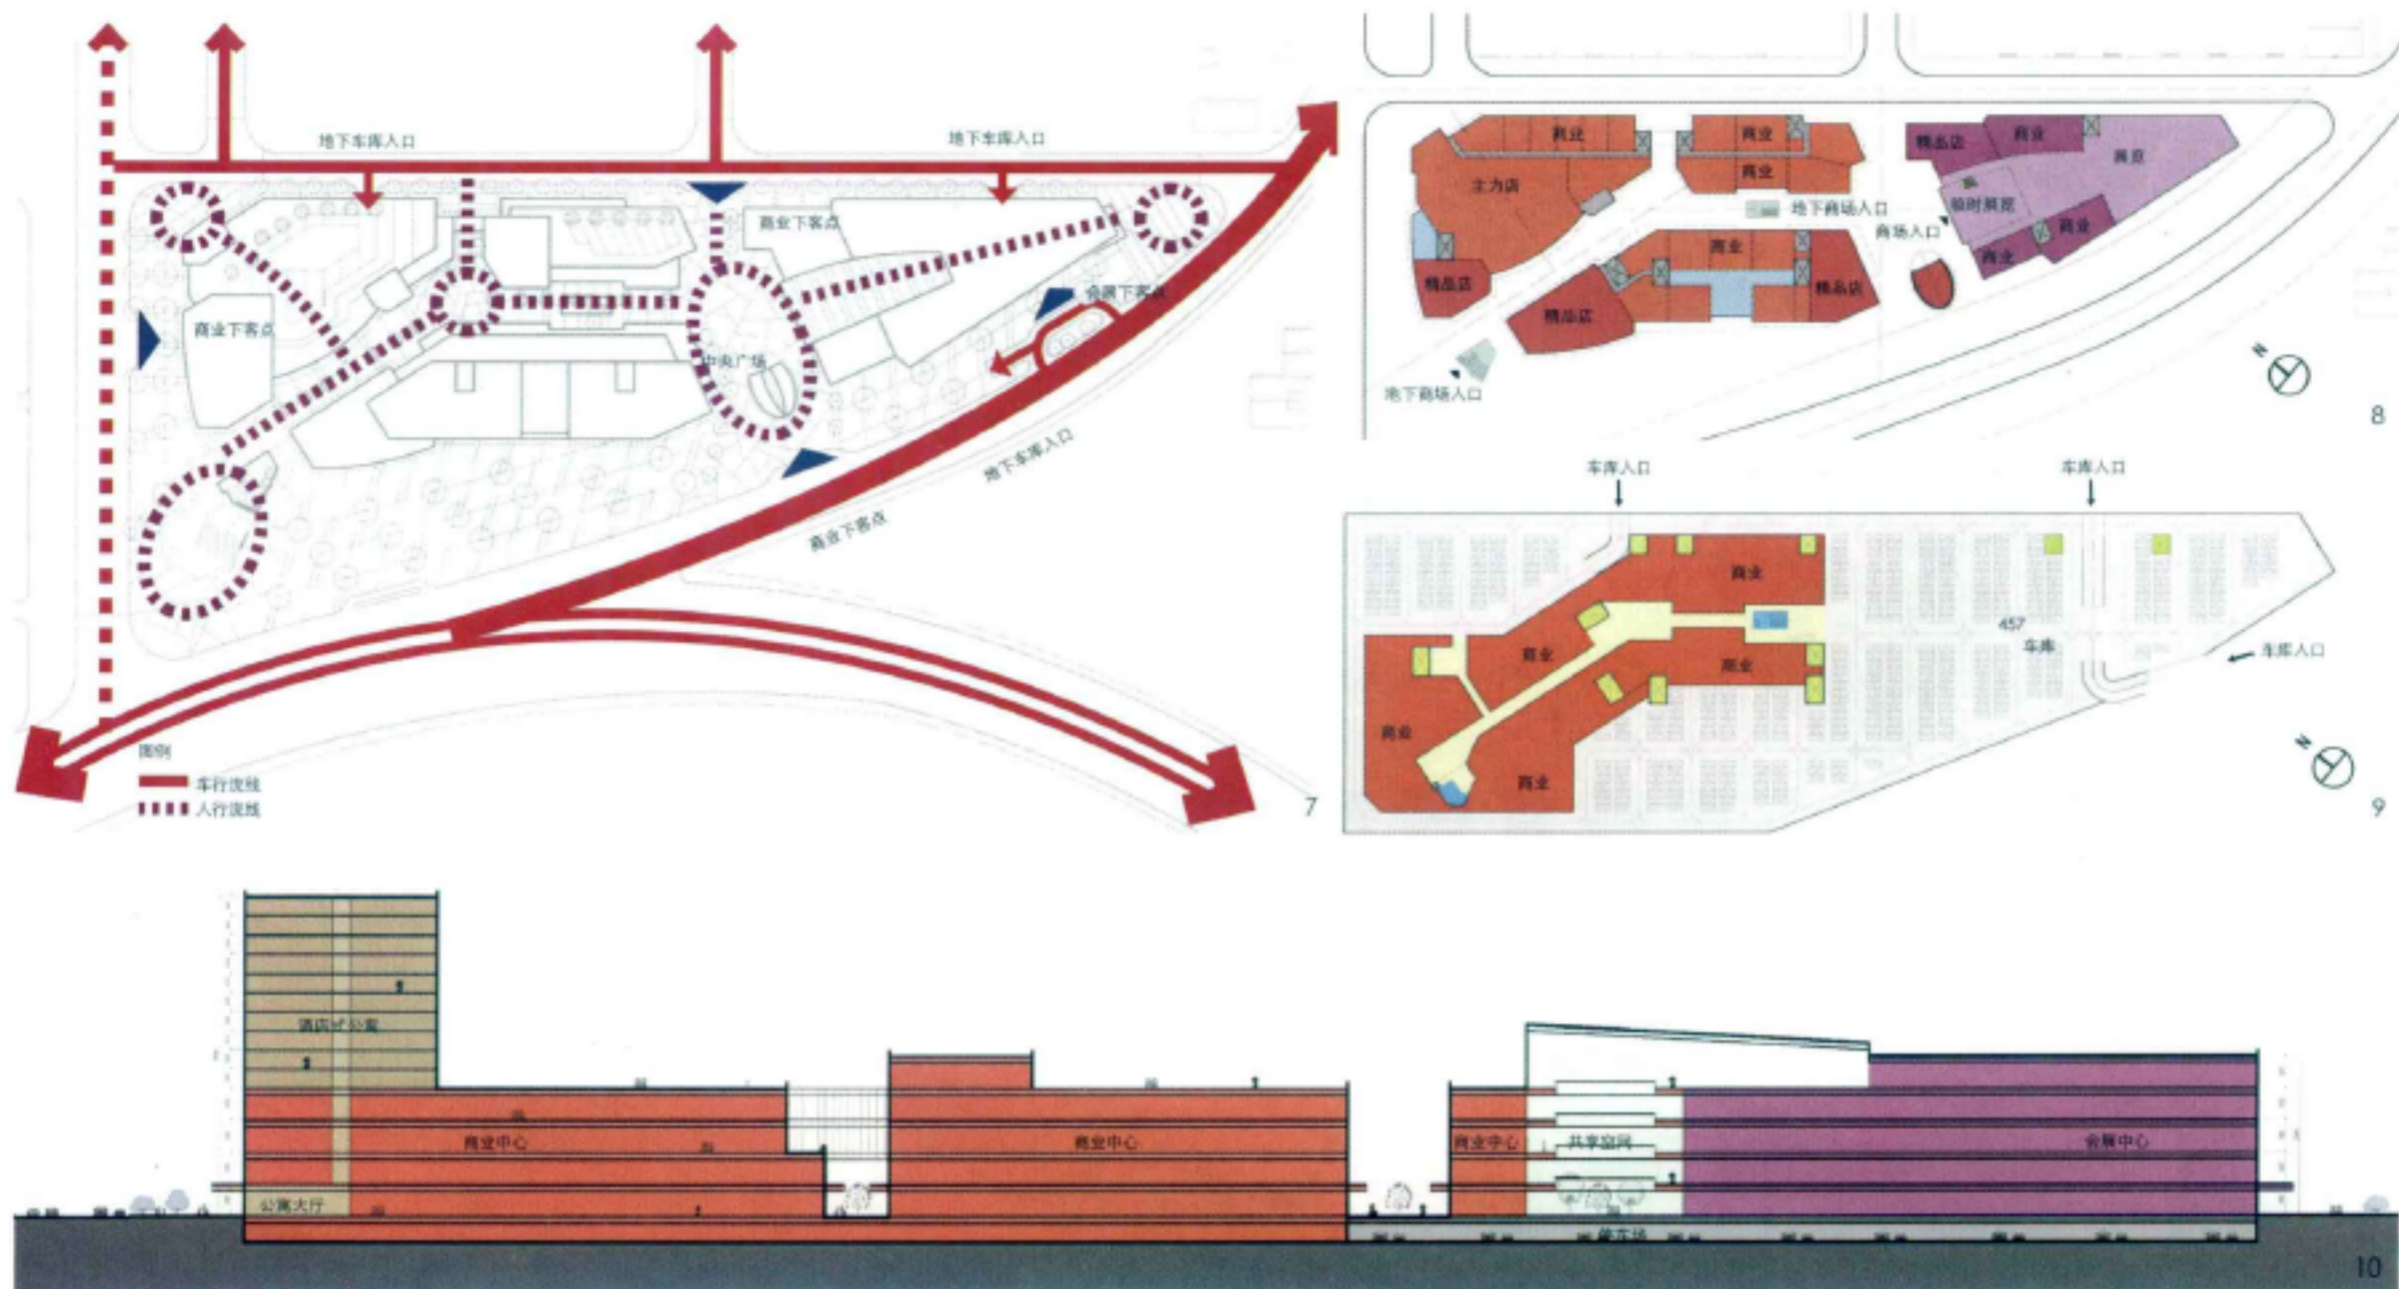 地下车库入口
地下车库入口
商业下客点
会展下客点
商业下客点
中央广场
地下车库入口
商业下客点
图例
车行流线
人行流线
7
商业
商业
精品店
商业
展览
主力店
商业
临时展览
地下商场入口
商场入口
商业
商业
商业
精品店
精品店
精品店
地下商场入口
N
8
车库入口
车库入口
商业
457
车库
车库入口
商业
商业
商业
商业
N
9
酒店式公寓
商业中心
商业中心
商业中心
共享空间
会展中心
公寓大厅
停车场
10